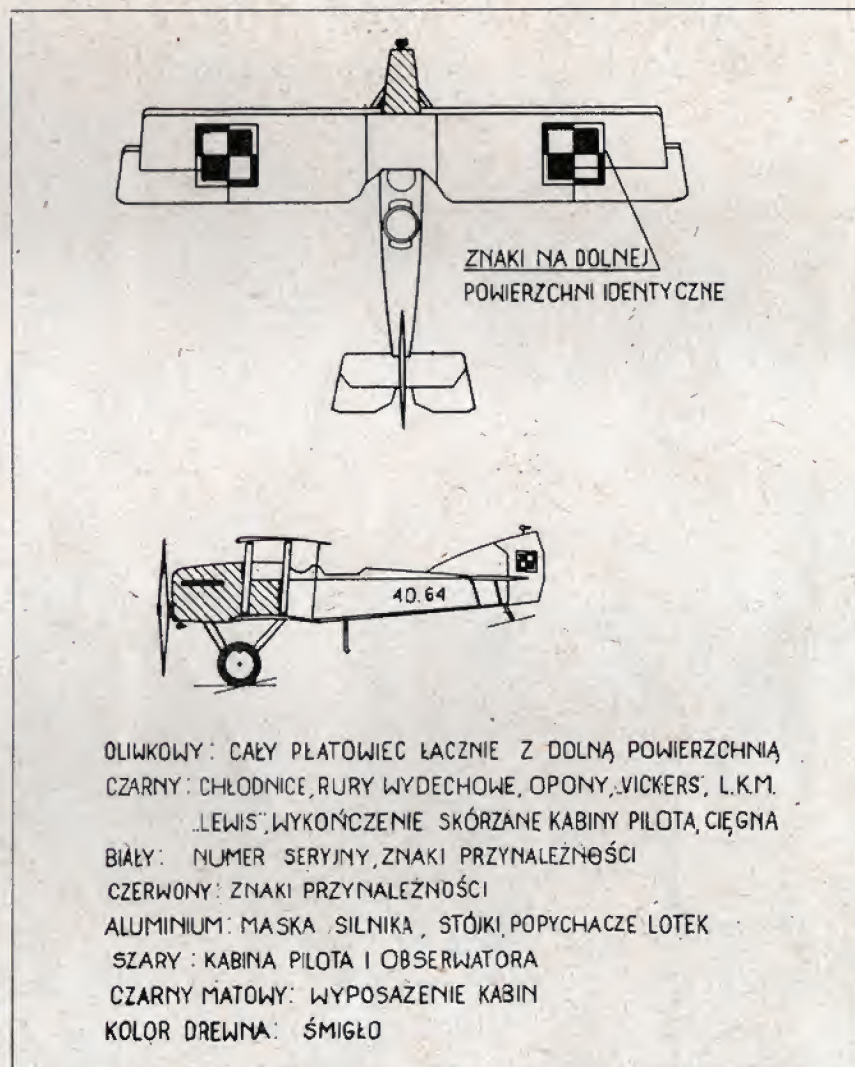 ZNAKI NA DOLNEJ
POWIERZCHNI IDENTYCZNE
40.64
OLIWKOWY: CAŁY PŁATOWIEC ŁACZNIE Z DOLNĄ POWIERZCHNIĄ
CZARNY: CHŁODNICE, RURY WYDECHOWE, OPONY, „VICKERS", L.K.M.
„LEWIS", WYKOŃCZENIE SKÓRZANE KABINY PILOTA, CIĘGNA
BIAŁY: NUMER SERYJNY, ZNAKI PRZYNALEŻNOŚCI
CZERWONY: ZNAKI PRZYNALEŻNOŚCI
ALUMINIUM: MASKA SILNIKA, STÓJKI, POPYCHACZE LOTEK
SZARY: KABINA PILOTA I OBSERWATORA
CZARNY MATOWY: WYPOSAŻENIE KABIN
KOLOR DREWNA: ŚMIGŁO